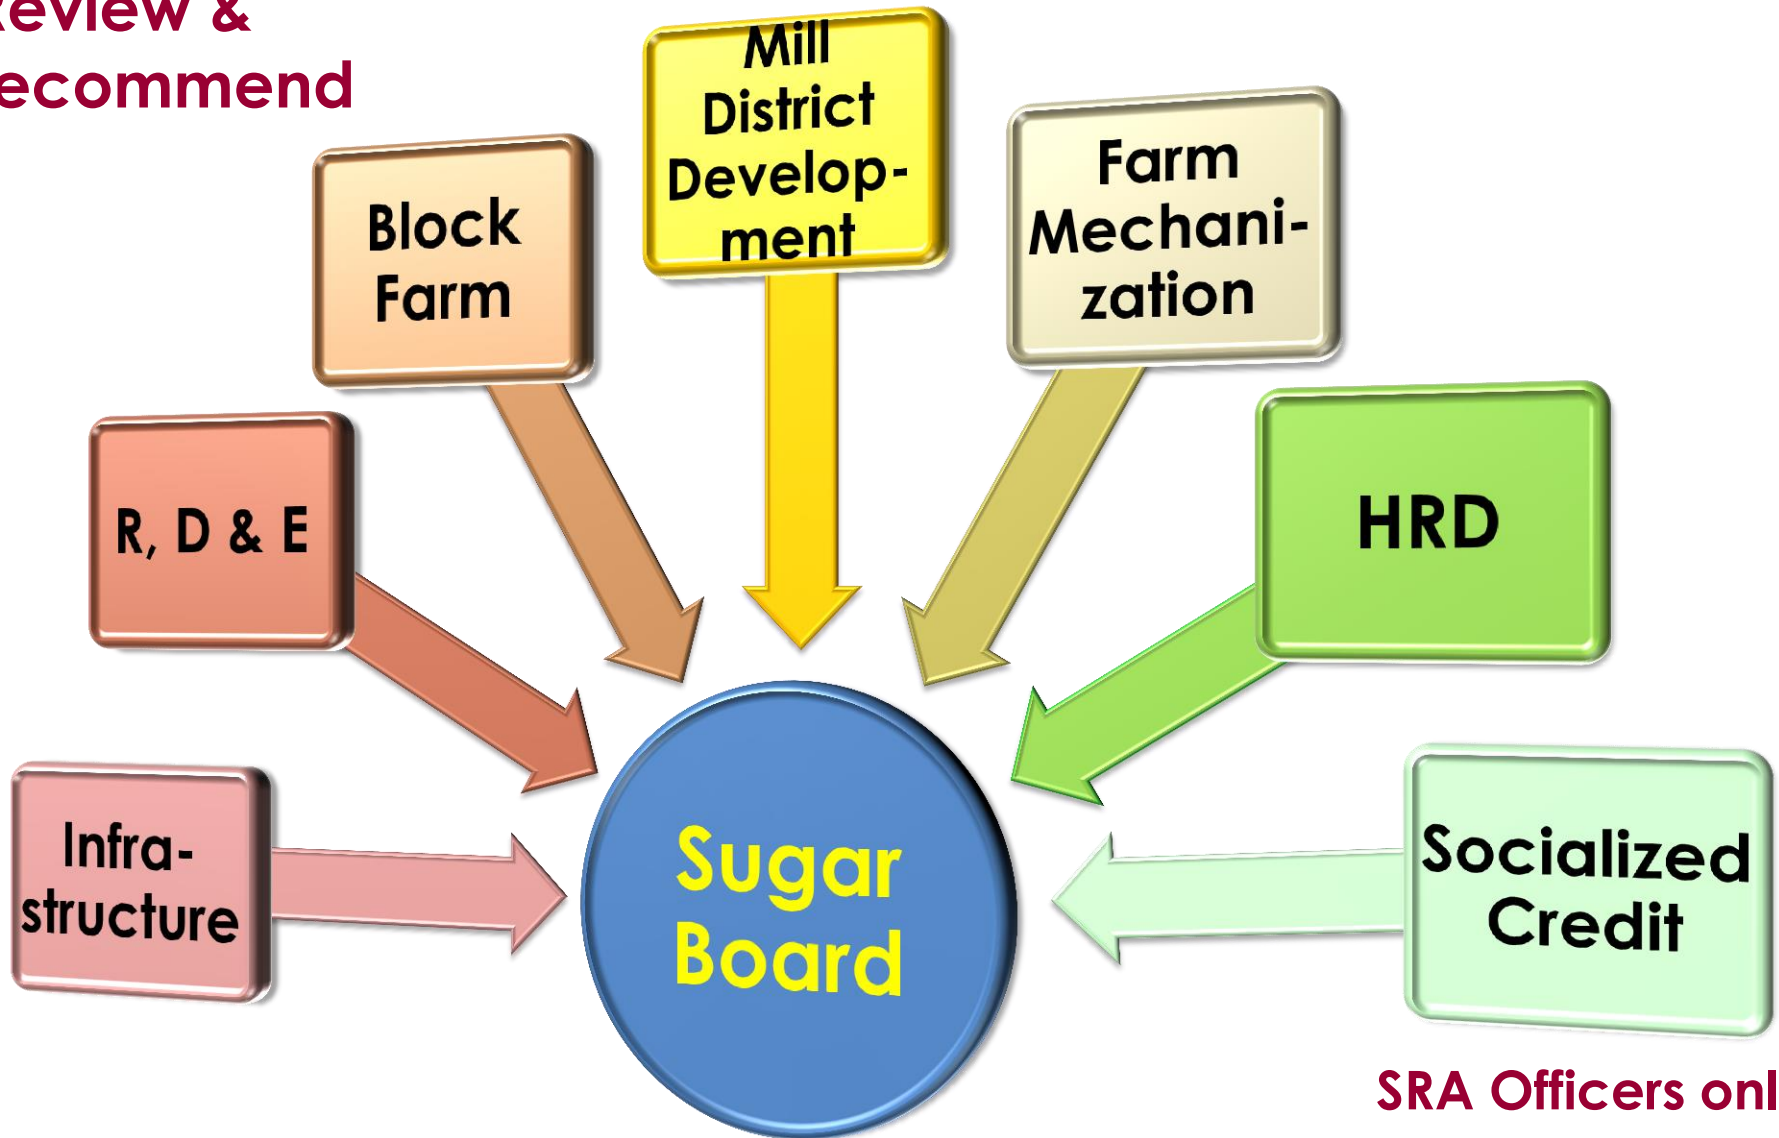 Review &
ecommend
Mill
District
Develop-
ment
Block
Farm
Farm
Mechani-
zation
R, D & E
HRD
Infra-
structure
Sugar
Board
Socialized
Credit
SRA Officers onl